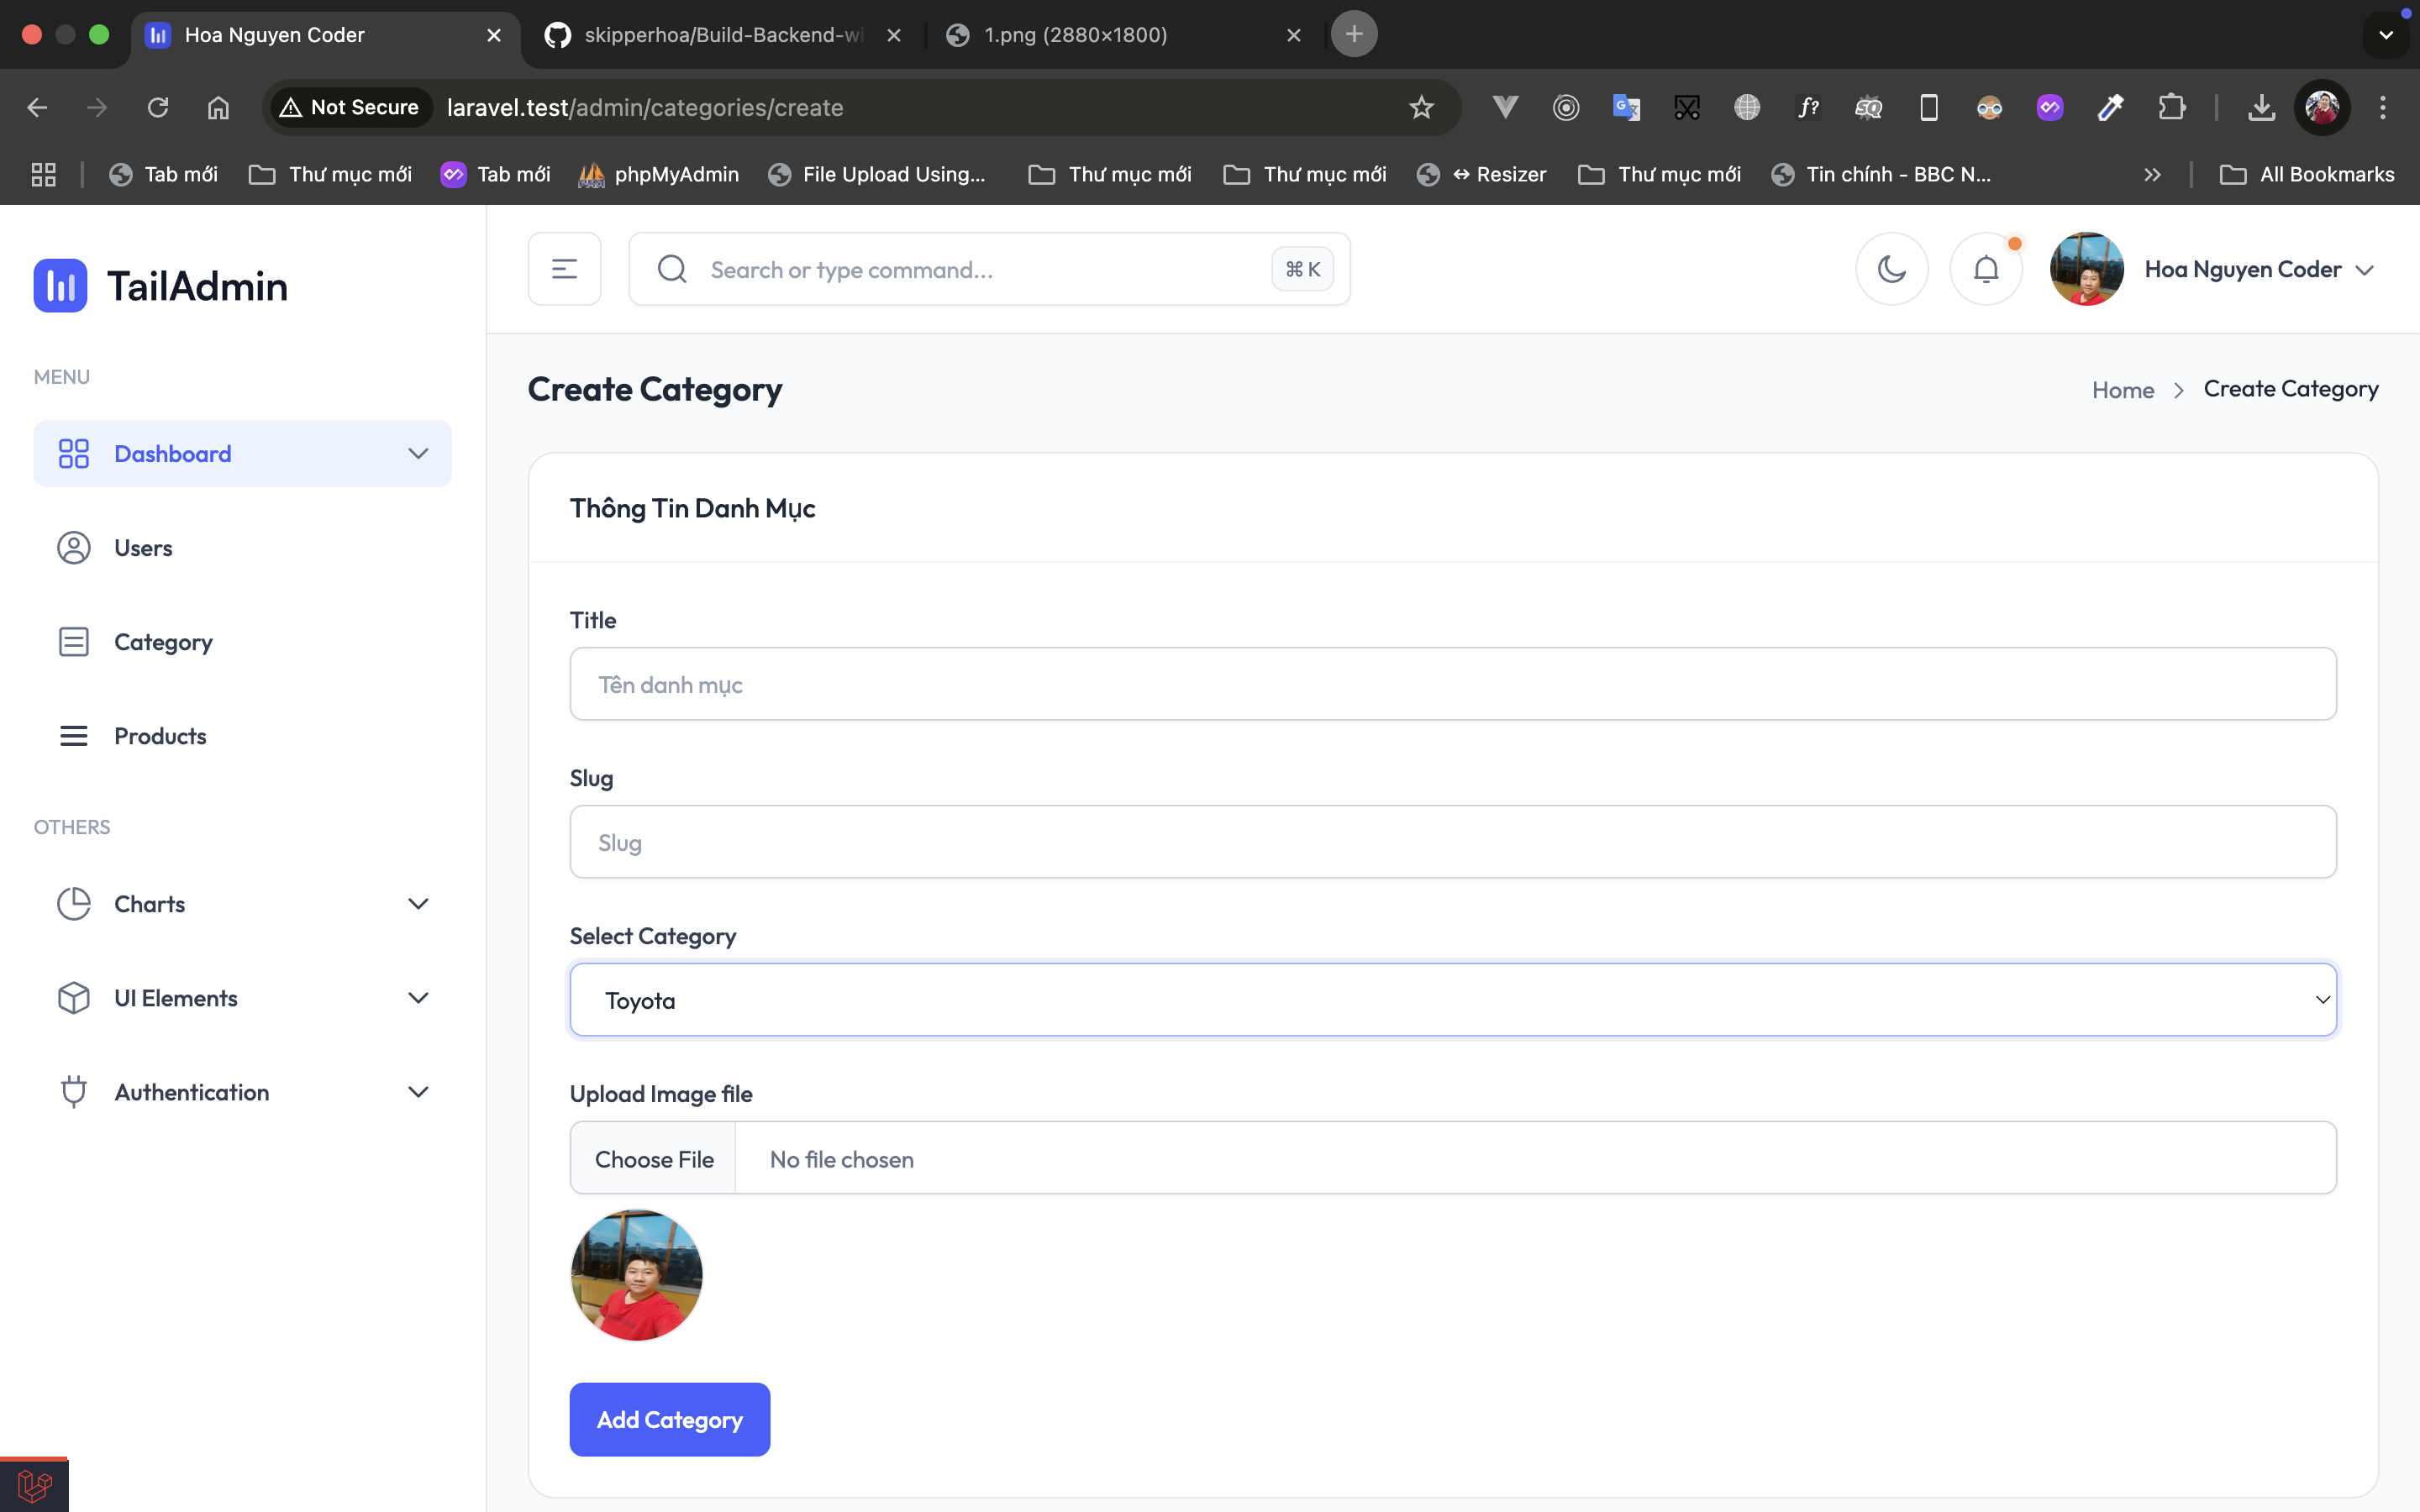 Hoa Nguyen Coder
skipperhoa/Build-Backend-wi
1.png (2880×1800)
Not Secure
laravel.test/admin/categories/create
Tab mới
Thư mục mới
Tab mới
phpMyAdmin
File Upload Using...
Thư mục mới
Thư mục mới
↔ Resizer
Thư mục mới
Tin chính - BBC N...
All Bookmarks
TailAdmin
Search or type command...
⌘ K
Hoa Nguyen Coder
MENU
Dashboard
Users
Category
Products
OTHERS
Charts
UI Elements
Authentication
Create Category
Home > Create Category
Thông Tin Danh Mục
Title
Tên danh mục
Slug
Slug
Select Category
Toyota
Upload Image file
Choose File
No file chosen
Add Category